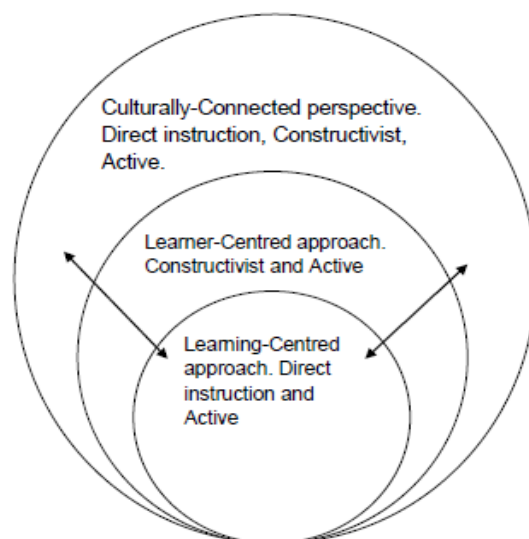 Culturally-Connected perspective.
Direct instruction, Constructivist,
Active.
Learner-Centred approach.
Constructivist and Active
Learning-Centred
approach. Direct
instruction and
Active